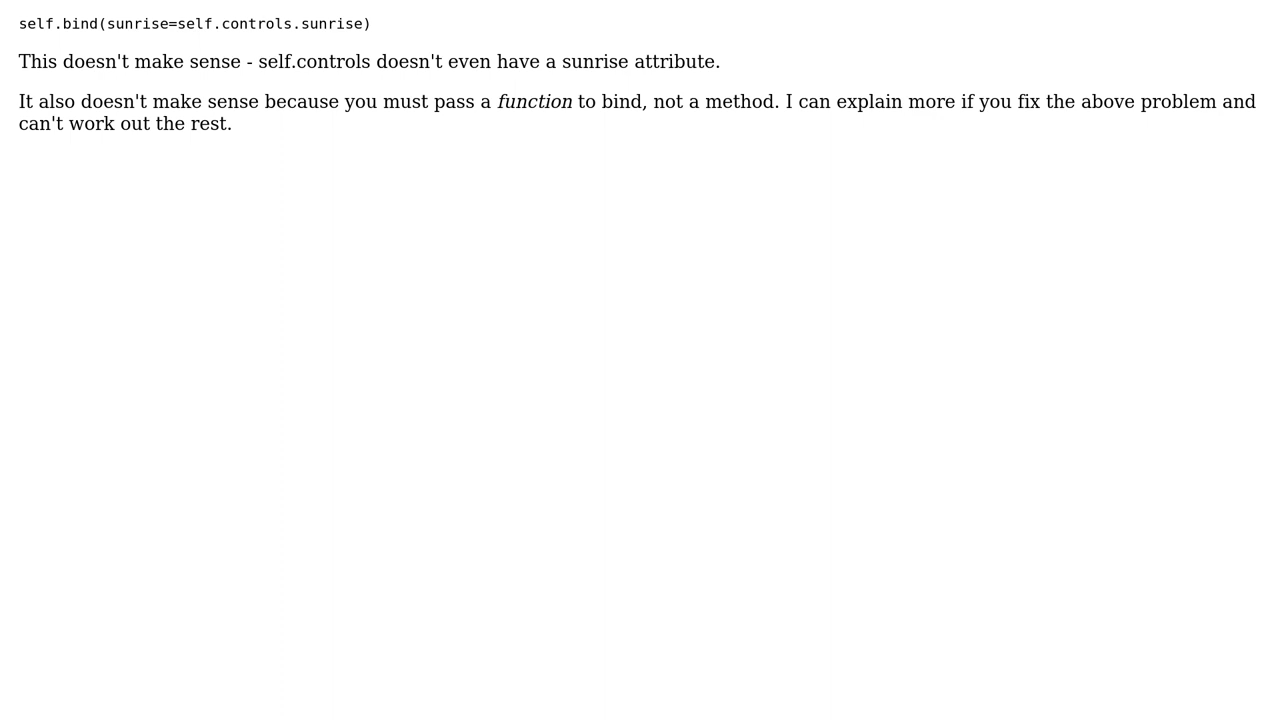 self.bind(sunrise=self.controls.sunrise)
This doesn't make sense - self.controls doesn't even have a sunrise attribute.
It also doesn't make sense because you must pass a function to bind, not a method. I can explain more if you fix the above problem and
can't work out the rest.